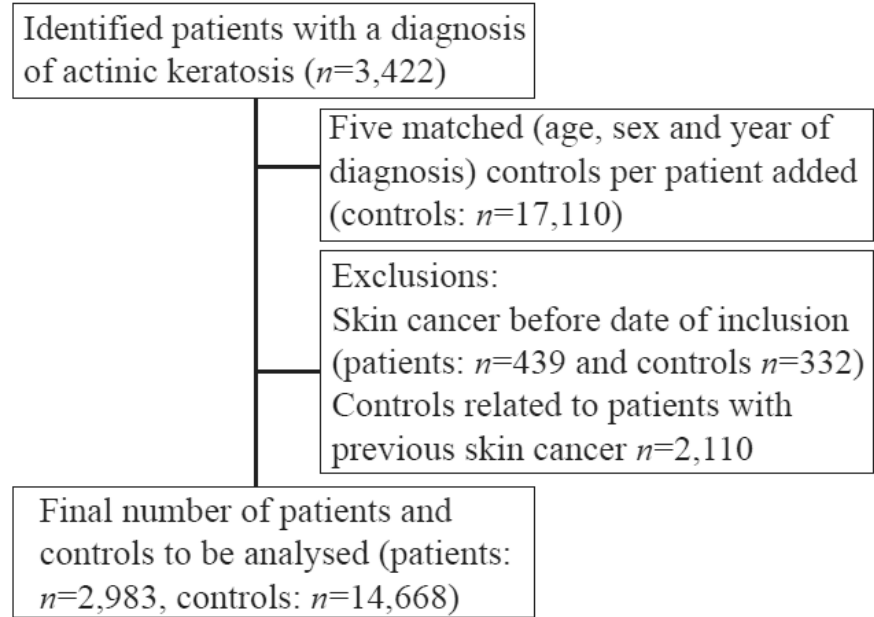 Identified patients with a diagnosis
of actinic keratosis (n=3,422)
Five matched (age, sex and year of
diagnosis) controls per patient added
(controls: n=17,110)
Exclusions:
Skin cancer before date of inclusion
(patients: n=439 and controls n=332)
Controls related to patients with
previous skin cancer n=2,110
Final number of patients and
controls to be analysed (patients:
n=2,983, controls: n=14,668)